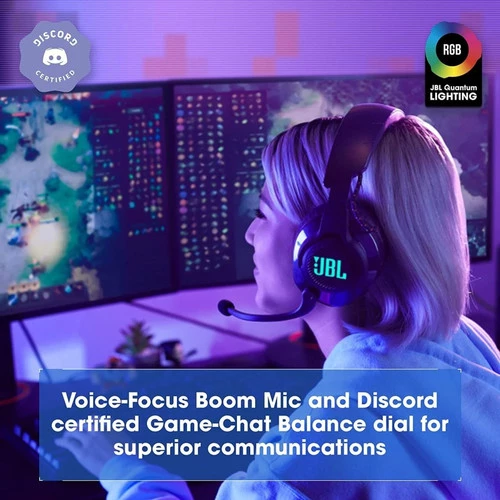 DISCORD
CERTIFIED
RGB
JBL Quantum
LIGHTING
JBL
Voice-Focus Boom Mic and Discord
certified Game-Chat Balance dial for
superior communications